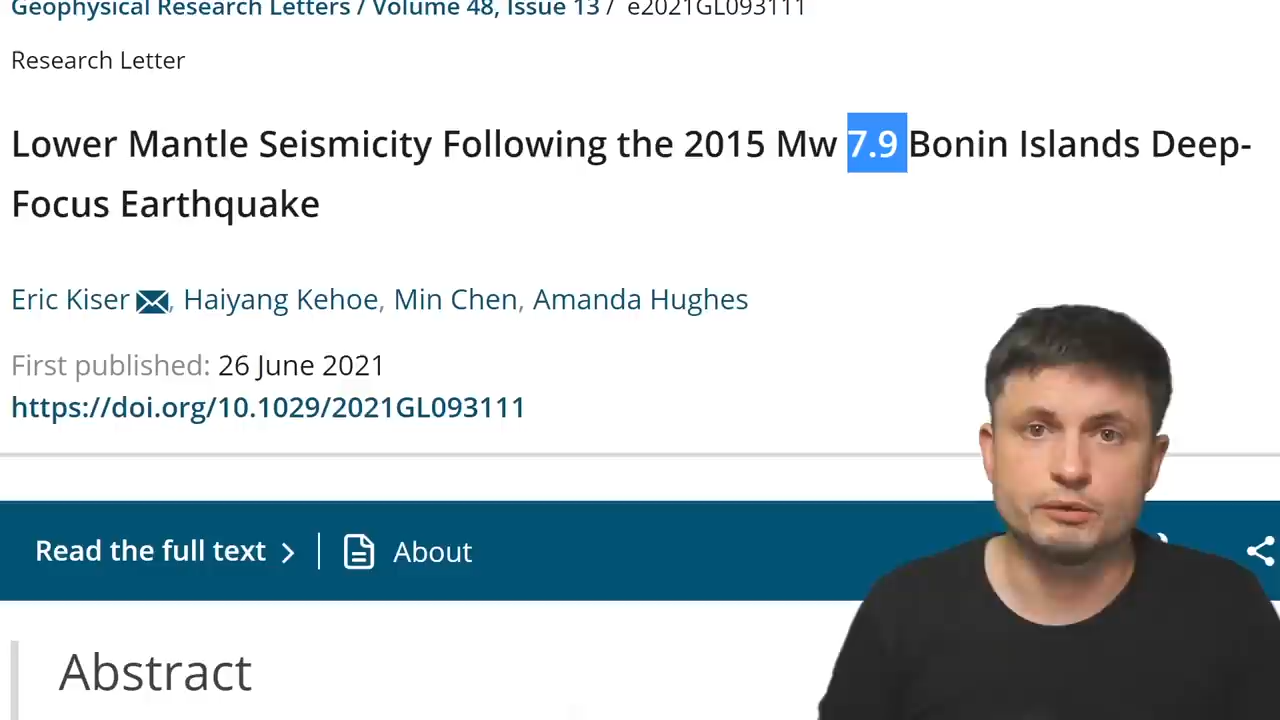 Geophysical Research Letters / Volume 48, Issue 13 / e2021GL093111
Research Letter
Lower Mantle Seismicity Following the 2015 Mw 7.9 Bonin Islands Deep-
Focus Earthquake
Eric Kiser, Haiyang Kehoe, Min Chen, Amanda Hughes
First published: 26 June 2021
https://doi.org/10.1029/2021GL093111
Read the full text
About
Abstract